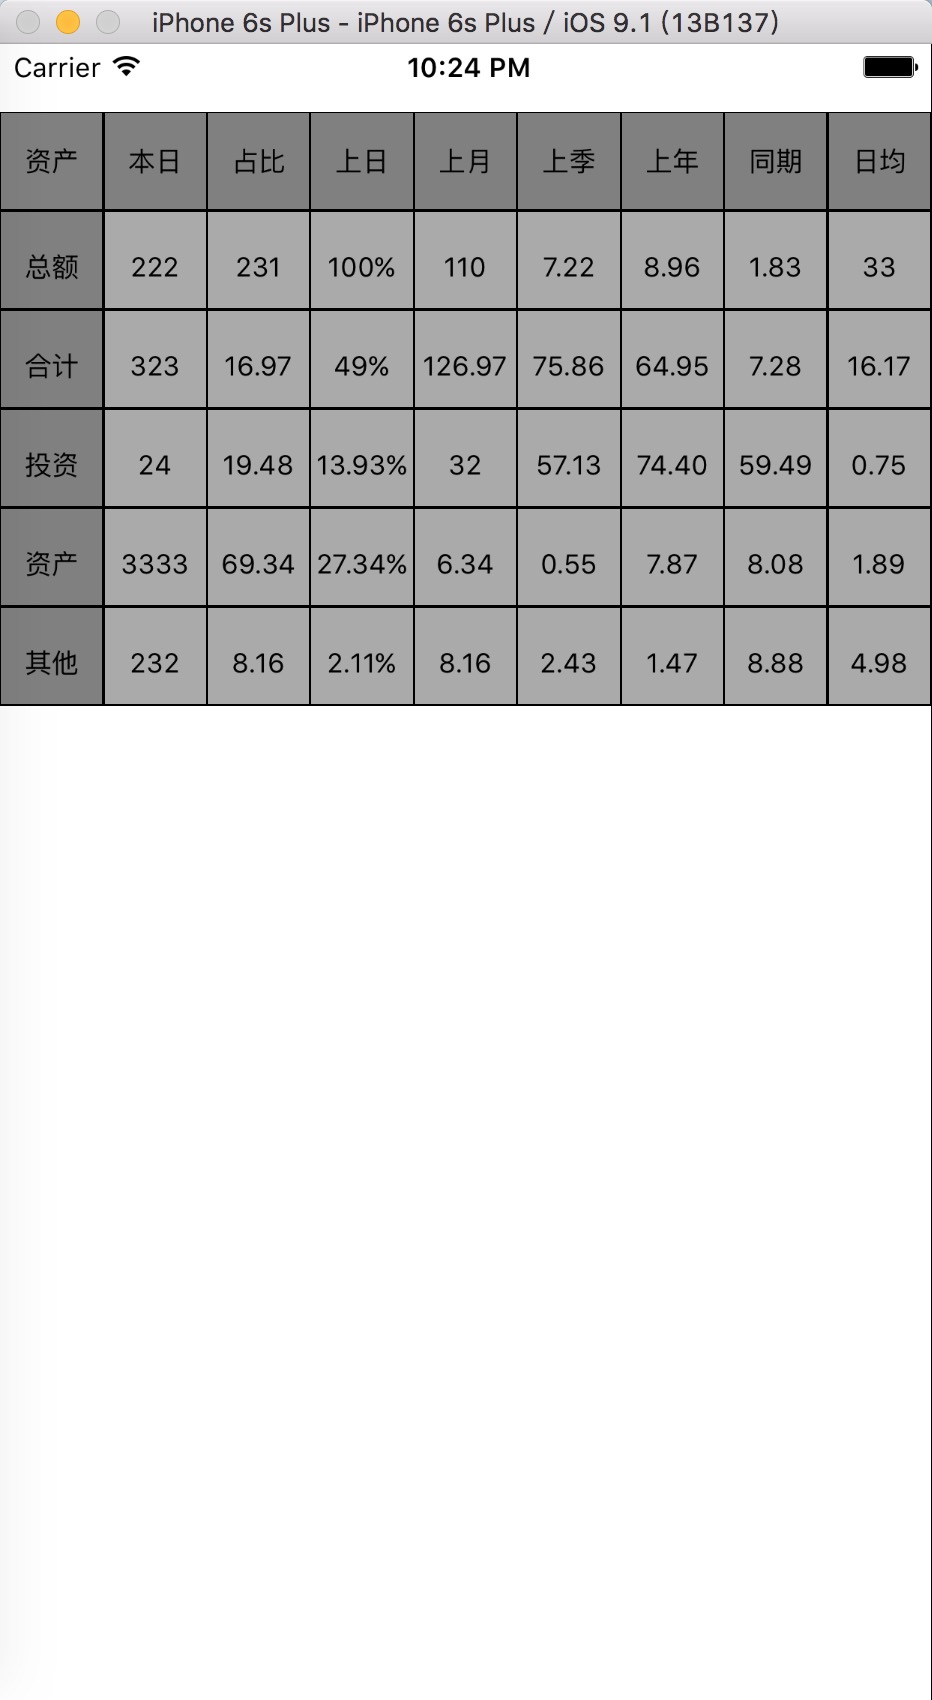 iPhone 6s Plus - iPhone 6s Plus / iOS 9.1 (13B137)
Carrier 10:24 PM
资产 本日 占比 上日 上月 上季 上年 同期 日均
总额 222 231 100% 110 7.22 8.96 1.83 33
合计 323 16.97 49% 126.97 75.86 64.95 7.28 16.17
投资 24 19.48 13.93% 32 57.13 74.40 59.49 0.75
资产 3333 69.34 27.34% 6.34 0.55 7.87 8.08 1.89
其他 232 8.16 2.11% 8.16 2.43 1.47 8.88 4.98